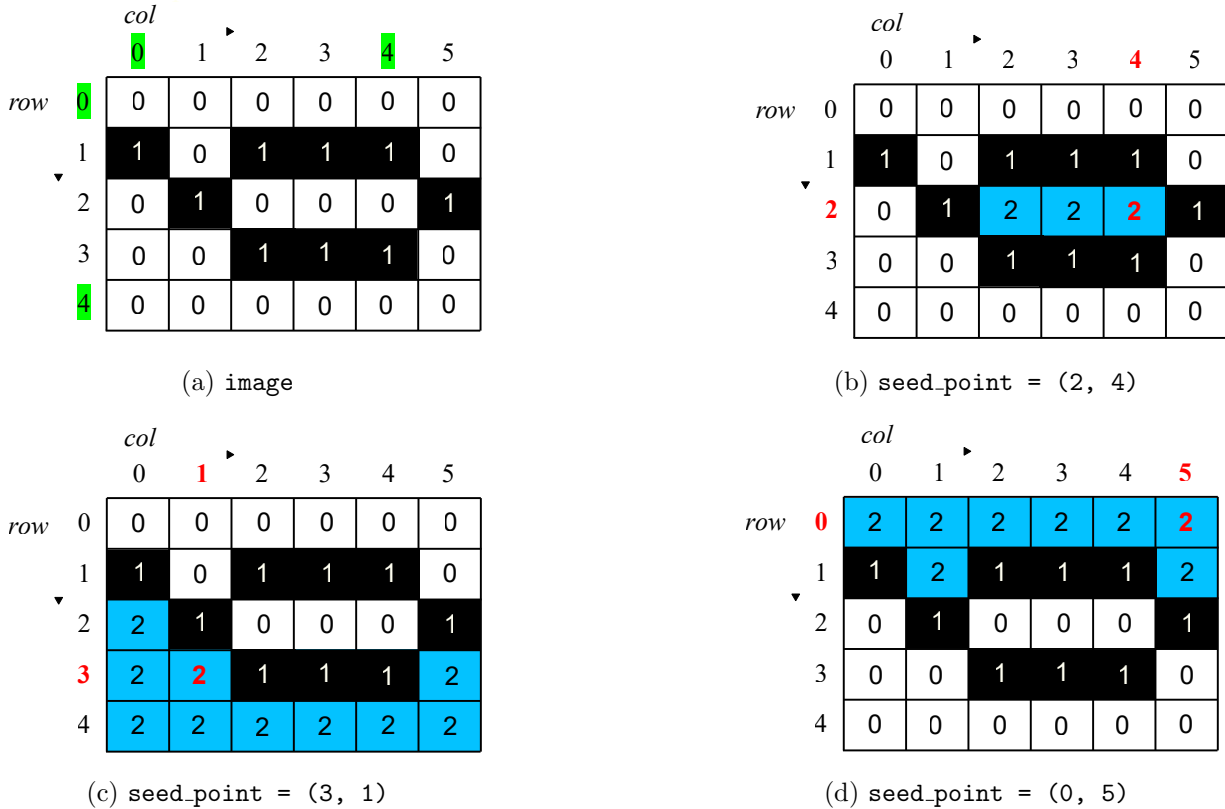 col
0 1 2 3 4 5
row 0 0 0 0 0 0 0
1 1 0 1 1 1 0
2 0 1 0 0 0 1
3 0 0 1 1 1 0
4 0 0 0 0 0 0
(a) image
col
0 1 2 3 4 5
row 0 0 0 0 0 0 0
1 1 0 1 1 1 0
2 0 1 2 2 2 1
3 0 0 1 1 1 0
4 0 0 0 0 0 0
(b) seed_point = (2, 4)
col
0 1 2 3 4 5
row 0 0 0 0 0 0 0
1 1 0 1 1 1 0
2 2 1 0 0 0 1
3 2 2 1 1 1 2
4 2 2 2 2 2 2
(c) seed_point = (3, 1)
col
0 1 2 3 4 5
row 0 2 2 2 2 2 2
1 1 2 1 1 1 2
2 0 1 0 0 0 1
3 0 0 1 1 1 0
4 0 0 0 0 0 0
(d) seed_point = (0, 5)